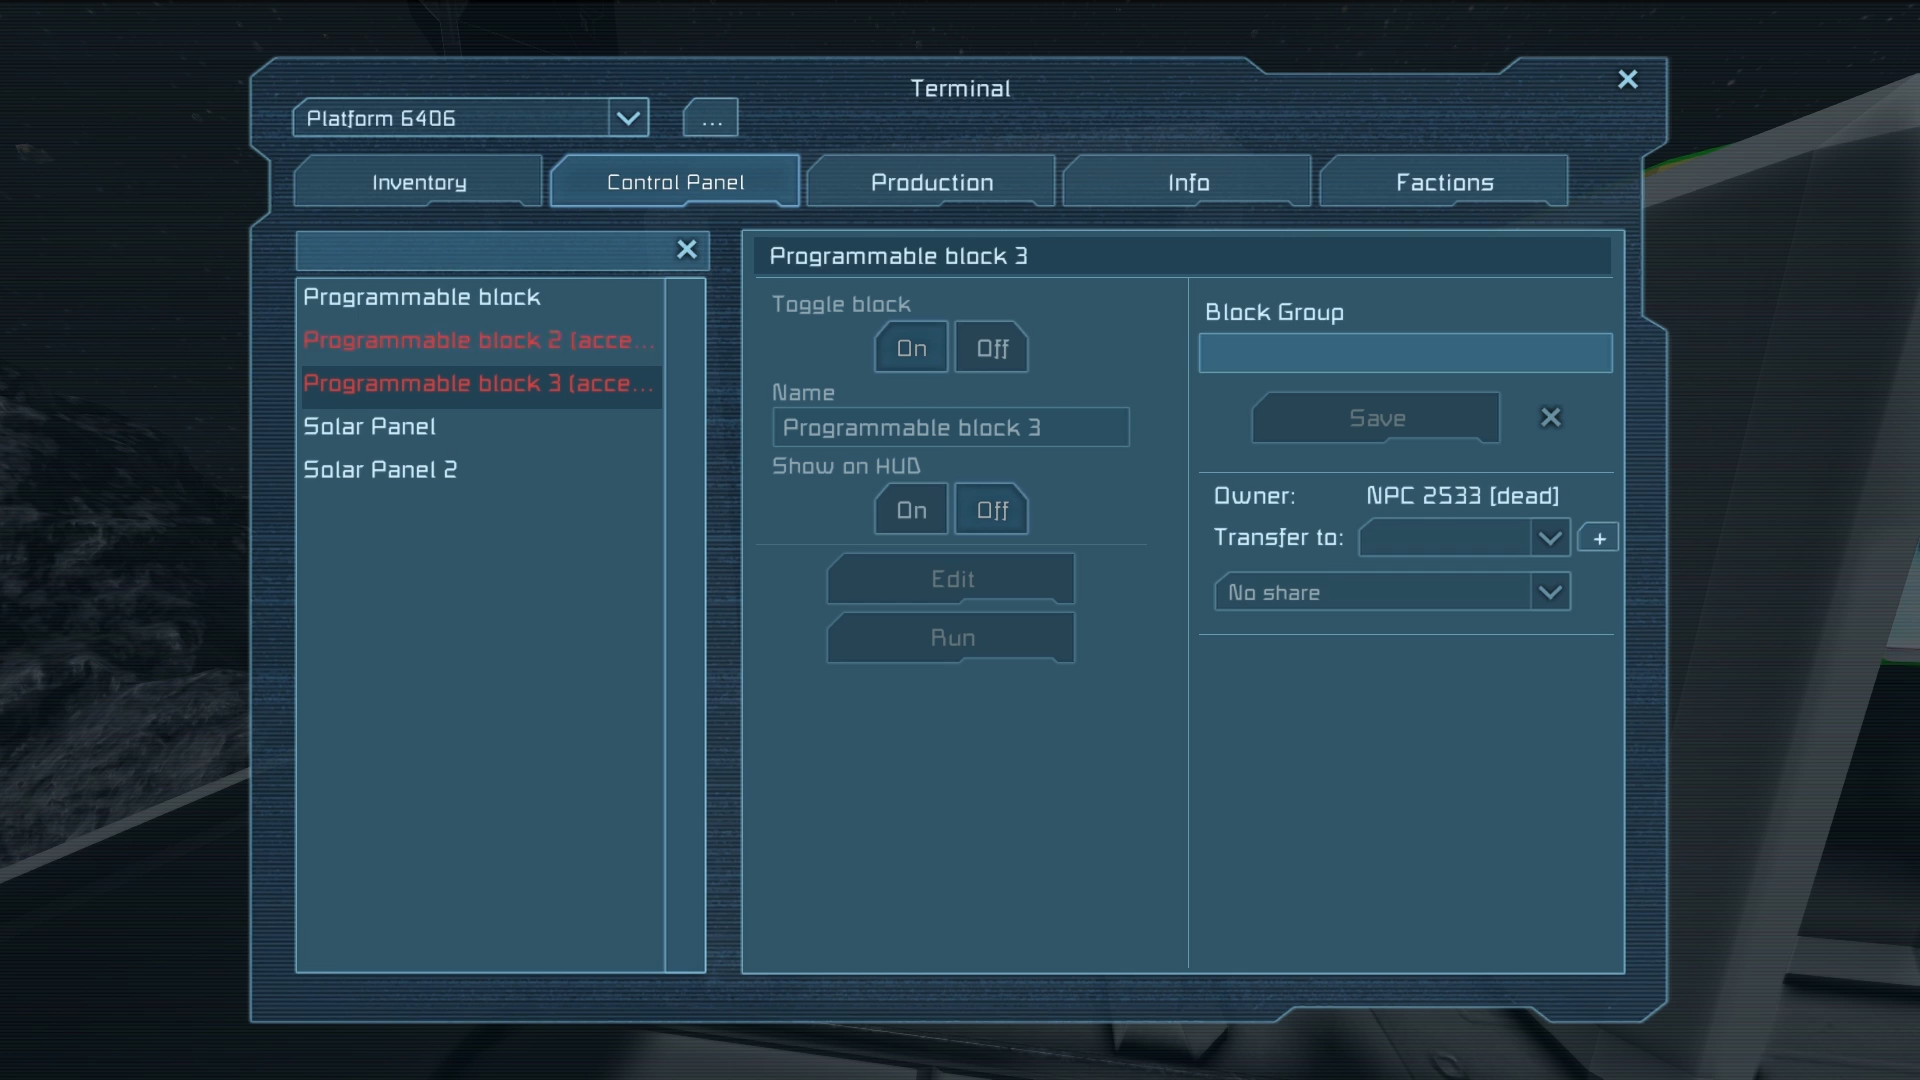 Terminal
Platform 6406
...
Inventory
Control Panel
Production
Info
Factions
Programmable block
Programmable block 2 (acce...
Programmable block 3 (acce...
Solar Panel
Solar Panel 2
Programmable block 3
Toggle block
On
Off
Name
Programmable block 3
Show on HUD
On
Off
Edit
Run
Block Group
Save
Owner: NPC 2533 [dead]
Transfer to:
+
No share